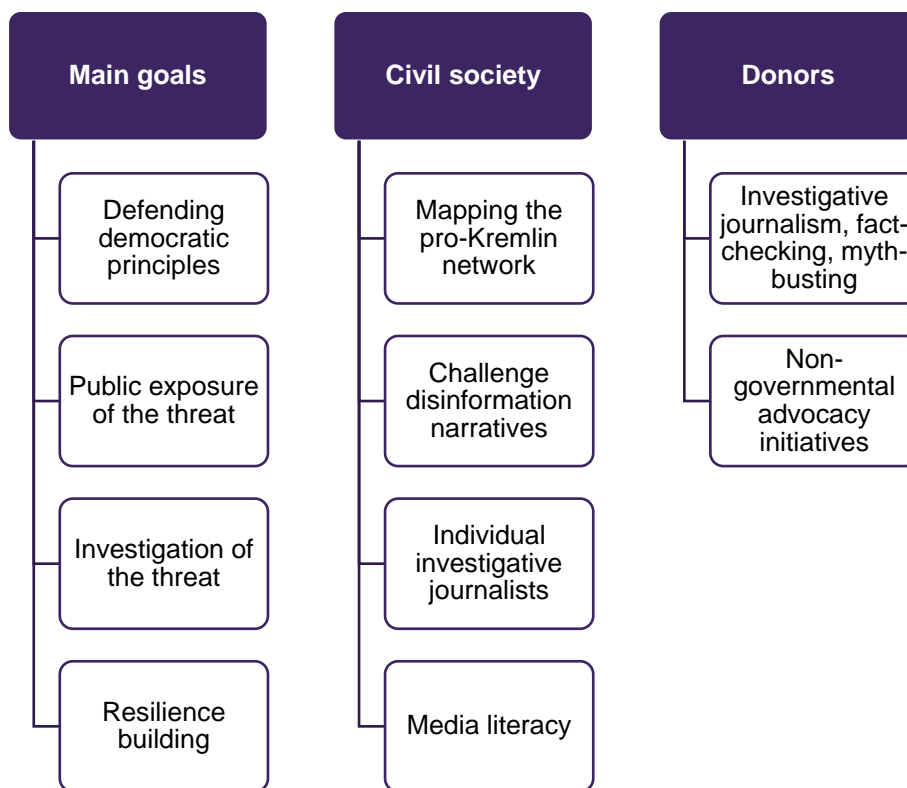 Main goals
Defending
democratic
principles
Public exposure
of the threat
Investigation of
the threat
Resilience
building
Civil society
Mapping the
pro-Kremlin
network
Challenge
disinformation
narratives
Individual
investigative
journalists
Media literacy
Donors
Investigative
journalism, fact-
checking, myth-
busting
Non-
governmental
advocacy
initiatives